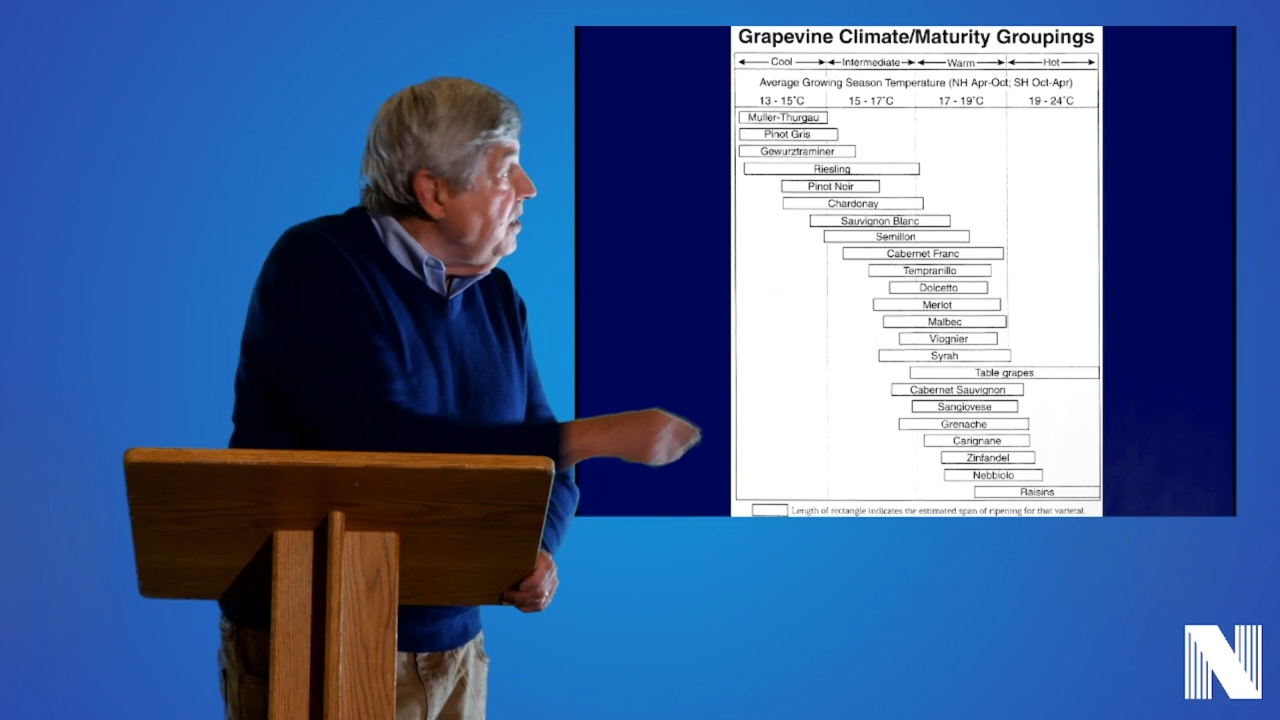 Grapevine Climate/Maturity Groupings
Cool Intermediate Warm Hot
Average Growing Season Temperature (NH Apr-Oct; SH Oct-Apr)
13 - 15˚C 15 - 17˚C 17 - 19˚C 19 - 24˚C
Muller-Thurgau
Pinot Gris
Gewurztraminer
Riesling
Pinot Noir
Chardonay
Sauvignon Blanc
Semillon
Cabernet Franc
Tempranillo
Dolcetto
Merlot
Malbec
Viognier
Syrah
Table grapes
Cabernet Sauvignon
Sangiovese
Grenache
Carignane
Zinfandel
Nebbiolo
Raisins
Length of rectangle indicates the estimated span of ripening for that varietal
N